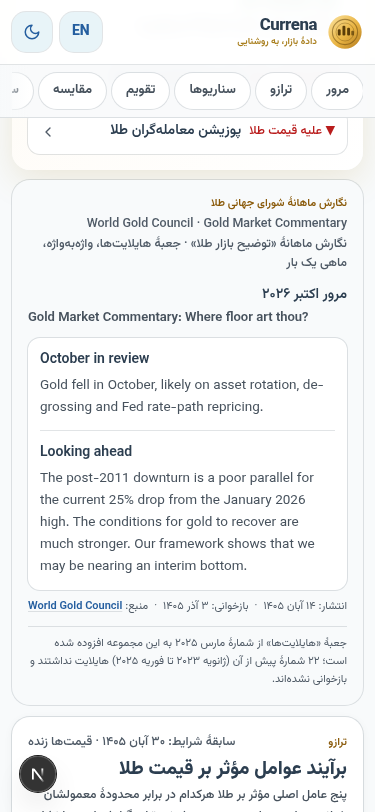 Currena
دادهٔ بازار، به روشنایی
EN
مرور
ترازو
سناریوها
تقویم
مقایسه
▼ علیه قیمت طلا پوزیشن معامله‌گران طلا
نگارش ماهانهٔ شورای جهانی طلا
World Gold Council · Gold Market Commentary
نگارش ماهانهٔ «توضیح بازار طلا» · جعبهٔ هایلایت‌ها، واژه‌به‌واژه،
ماهی یک بار
مرور اکتبر ۲۰۲۶
Gold Market Commentary: Where floor art thou?
October in review
Gold fell in October, likely on asset rotation, de-
grossing and Fed rate-path repricing.
Looking ahead
The post-2011 downturn is a poor parallel for
the current 25% drop from the January 2026
high. The conditions for gold to recover are
much stronger. Our framework shows that we
may be nearing an interim bottom.
انتشار: ۱۴ آبان ۱۴۰۵ · بازخوانی: ۳ آذر ۱۴۰۵ · منبع: World Gold Council
جعبهٔ «هایلایت‌ها» از شمارهٔ مارس ۲۰۲۵ به این مجموعه افزوده شده
است؛ ۲۲ شمارهٔ پیش از آن (ژانویه ۲۰۲۳ تا فوریه ۲۰۲۵) هایلایت نداشتند و
بازخوانی نشده‌اند.
ترازو
سابقهٔ شرایط: ۳۰ آبان ۱۴۰۵ · قیمت‌ها زنده
برآیند عوامل مؤثر بر قیمت طلا
پنج عامل اصلی مؤثر بر طلا هرکدام در برابر محدودهٔ معمولشان
N